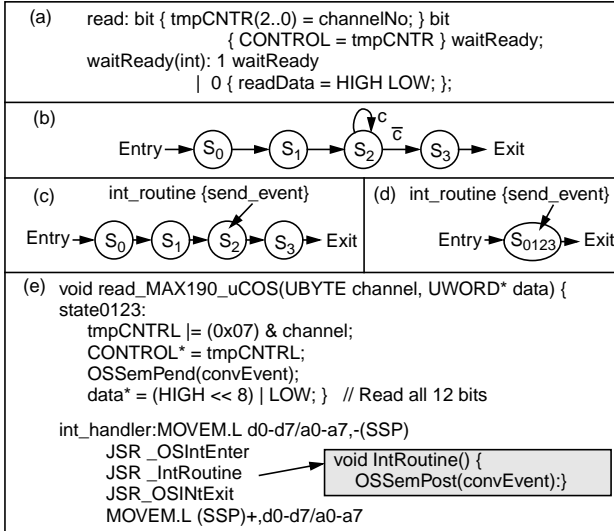 (a) read: bit { tmpCNTR(2..0) = channelNo; } bit
{ CONTROL = tmpCNTR } waitReady;
waitReady(int): 1 waitReady
| 0 { readData = HIGH LOW; };
(b)
c
c̅
Entry S0 S1 S2 S3 Exit
(c) int_routine {send_event}
Entry S0 S1 S2 S3 Exit
(d) int_routine {send_event}
Entry S0123 Exit
(e) void read_MAX190_uCOS(UBYTE channel, UWORD* data) {
state0123:
tmpCNTRL |= (0x07) & channel;
CONTROL* = tmpCNTRL;
OSSemPend(convEvent);
data* = (HIGH << 8) | LOW; } // Read all 12 bits
int_handler:MOVEM.L d0-d7/a0-a7,-(SSP)
JSR _OSIntEnter
JSR _IntRoutine
JSR_OSINtExit
MOVEM.L (SSP)+,d0-d7/a0-a7
void IntRoutine() {
OSSemPost(convEvent):}